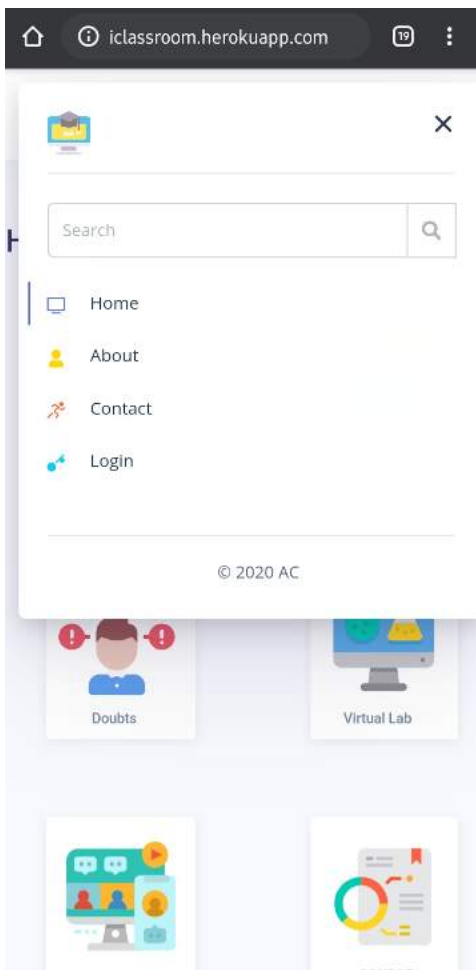 iclassroom.herokuapp.com
19
H
Search
Home
About
Contact
Login
© 2020 AC
Doubts
Virtual Lab